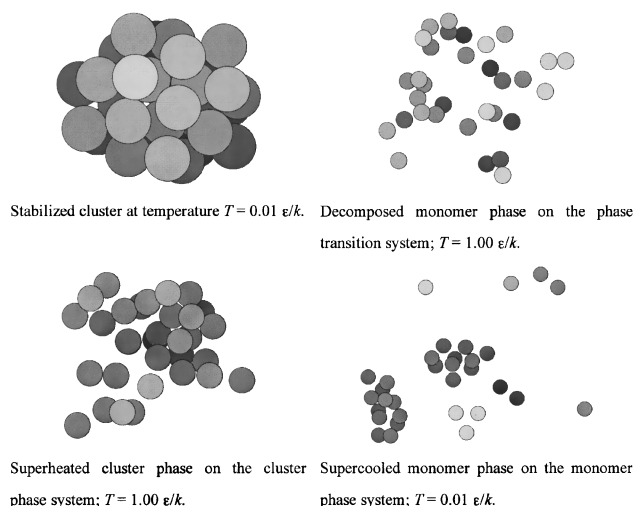 Stabilized cluster at temperature T = 0.01 ε/k.
Decomposed monomer phase on the phase
transition system; T = 1.00 ε/k.
Superheated cluster phase on the cluster
phase system; T = 1.00 ε/k.
Supercooled monomer phase on the monomer
phase system; T = 0.01 ε/k.